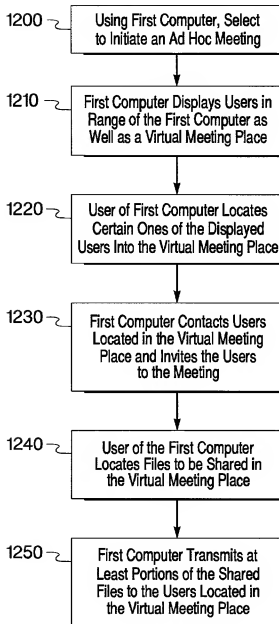 1200
Using First Computer, Select
to Initiate an Ad Hoc Meeting
1210
First Computer Displays Users in
Range of the First Computer as
Well as a Virtual Meeting Place
1220
User of First Computer Locates
Certain Ones of the Displayed
Users Into the Virtual Meeting Place
1230
First Computer Contacts Users
Located in the Virtual Meeting
Place and Invites the Users
to the Meeting
1240
User of the First Computer
Locates Files to be Shared in
the Virtual Meeting Place
1250
First Computer Transmits at
Least Portions of the Shared
Files to the Users Located in
the Virtual Meeting Place